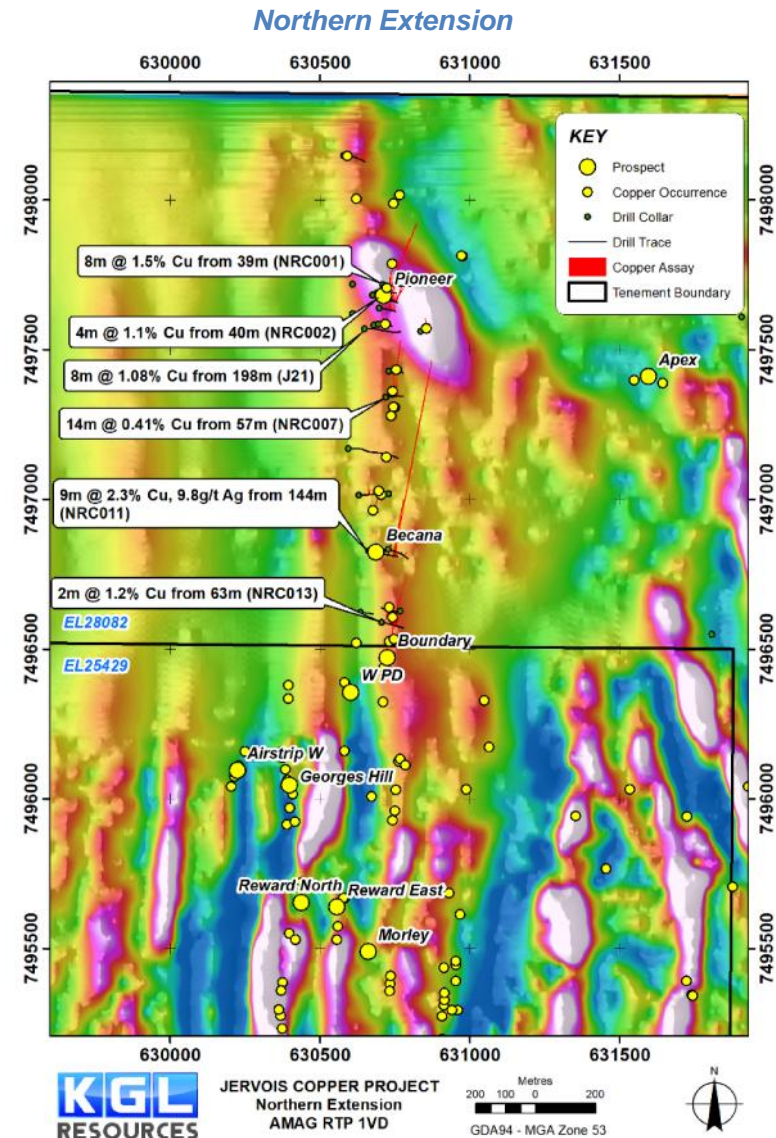 Northern Extension
630000 630500 631000 631500
7498000
7497500
7497000
7496500
7496000
7495500
KEY
Prospect
Copper Occurrence
Drill Collar
Drill Trace
Copper Assay
Tenement Boundary
8m @ 1.5% Cu from 39m (NRC001)
Pioneer
4m @ 1.1% Cu from 40m (NRC002)
Apex
8m @ 1.08% Cu from 198m (J21)
14m @ 0.41% Cu from 57m (NRC007)
9m @ 2.3% Cu, 9.8g/t Ag from 144m
(NRC011)
Becana
2m @ 1.2% Cu from 63m (NRC013)
EL28082
Boundary
EL25429
W PD
Airstrip W
Georges Hill
Reward North
Reward East
Morley
7498000
7497500
7497000
7496500
7496000
7495500
630000 630500 631000 631500
KGL
RESOURCES
JERVOIS COPPER PROJECT
Northern Extension
AMAG RTP 1VD
Metres
200 100 0 200
GDA94 - MGA Zone 53
N